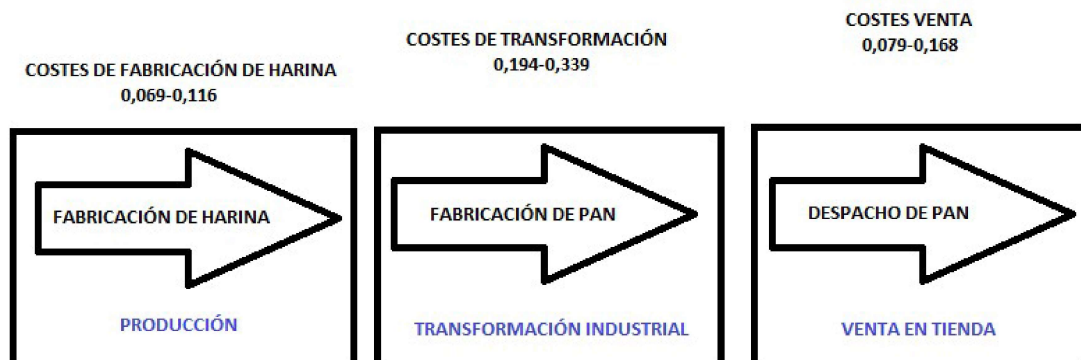 COSTES DE FABRICACIÓN DE HARINA
0,069-0,116
COSTES DE TRANSFORMACIÓN
0,194-0,339
COSTES VENTA
0,079-0,168
FABRICACIÓN DE HARINA
FABRICACIÓN DE PAN
DESPACHO DE PAN
PRODUCCIÓN
TRANSFORMACIÓN INDUSTRIAL
VENTA EN TIENDA